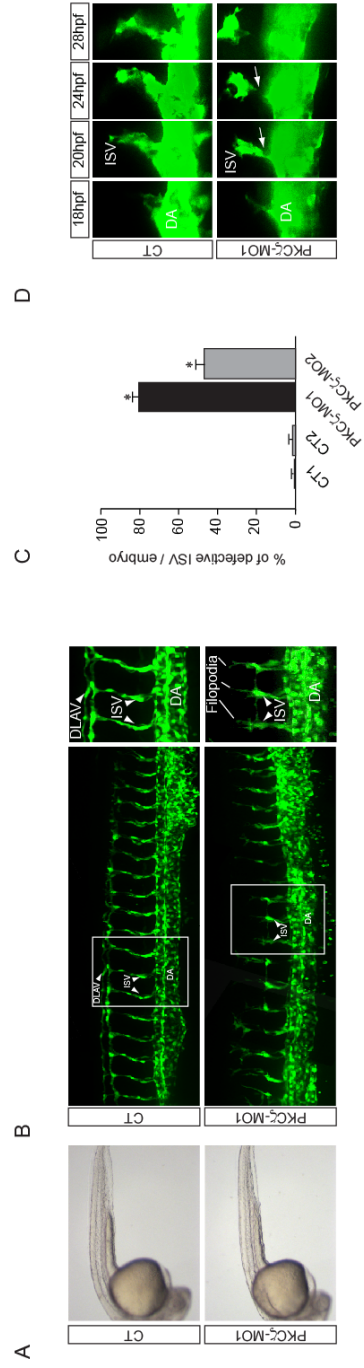 A
CT
PKCζ-MO1
B
CT
DLAV
ISV
DA
DLAV
ISV
DA
PKCζ-MO1
ISV
DA
Filopodia
ISV
DA
C
% of defective ISV / embryo
100
80
60
40
20
0
*
*
CT1
CT2
PKCζ-MO1
PKCζ-MO2
D
18hpf
20hpf
24hpf
28hpf
CT
DA
ISV
PKCζ-MO1
DA
ISV